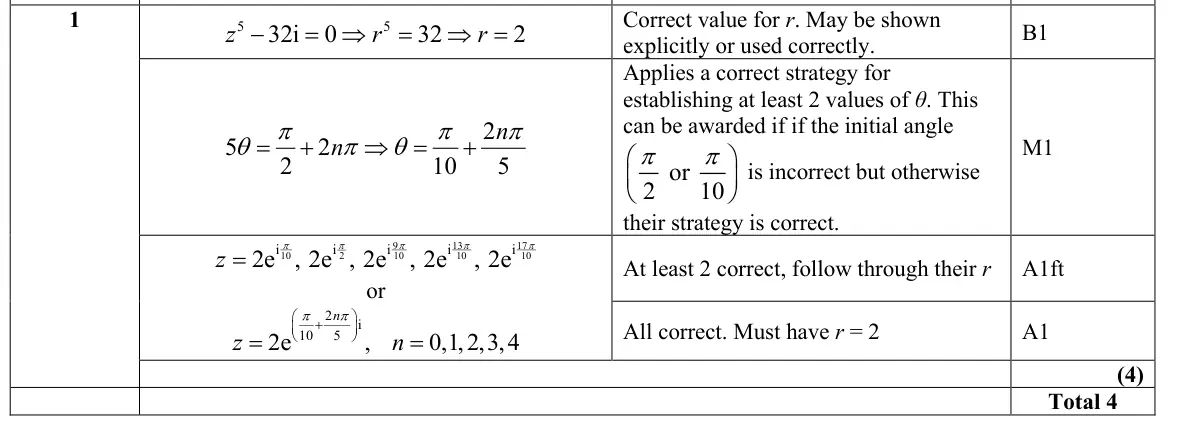 1
z⁵ − 32i = 0 ⇒ r⁵ = 32 ⇒ r = 2
Correct value for r. May be shown
explicitly or used correctly.
B1
5θ = π/2 + 2nπ ⇒ θ = π/10 + 2nπ/5
Applies a correct strategy for
establishing at least 2 values of θ. This
can be awarded if if the initial angle
(π/2 or π/10) is incorrect but otherwise
their strategy is correct.
M1
z = 2e^(iπ/10), 2e^(iπ/2), 2e^(i9π/10), 2e^(i13π/10), 2e^(i17π/10)
or
z = 2e^((π/10 + 2nπ/5)i), n = 0,1,2,3,4
At least 2 correct, follow through their r
A1ft
All correct. Must have r = 2
A1
(4)
Total 4